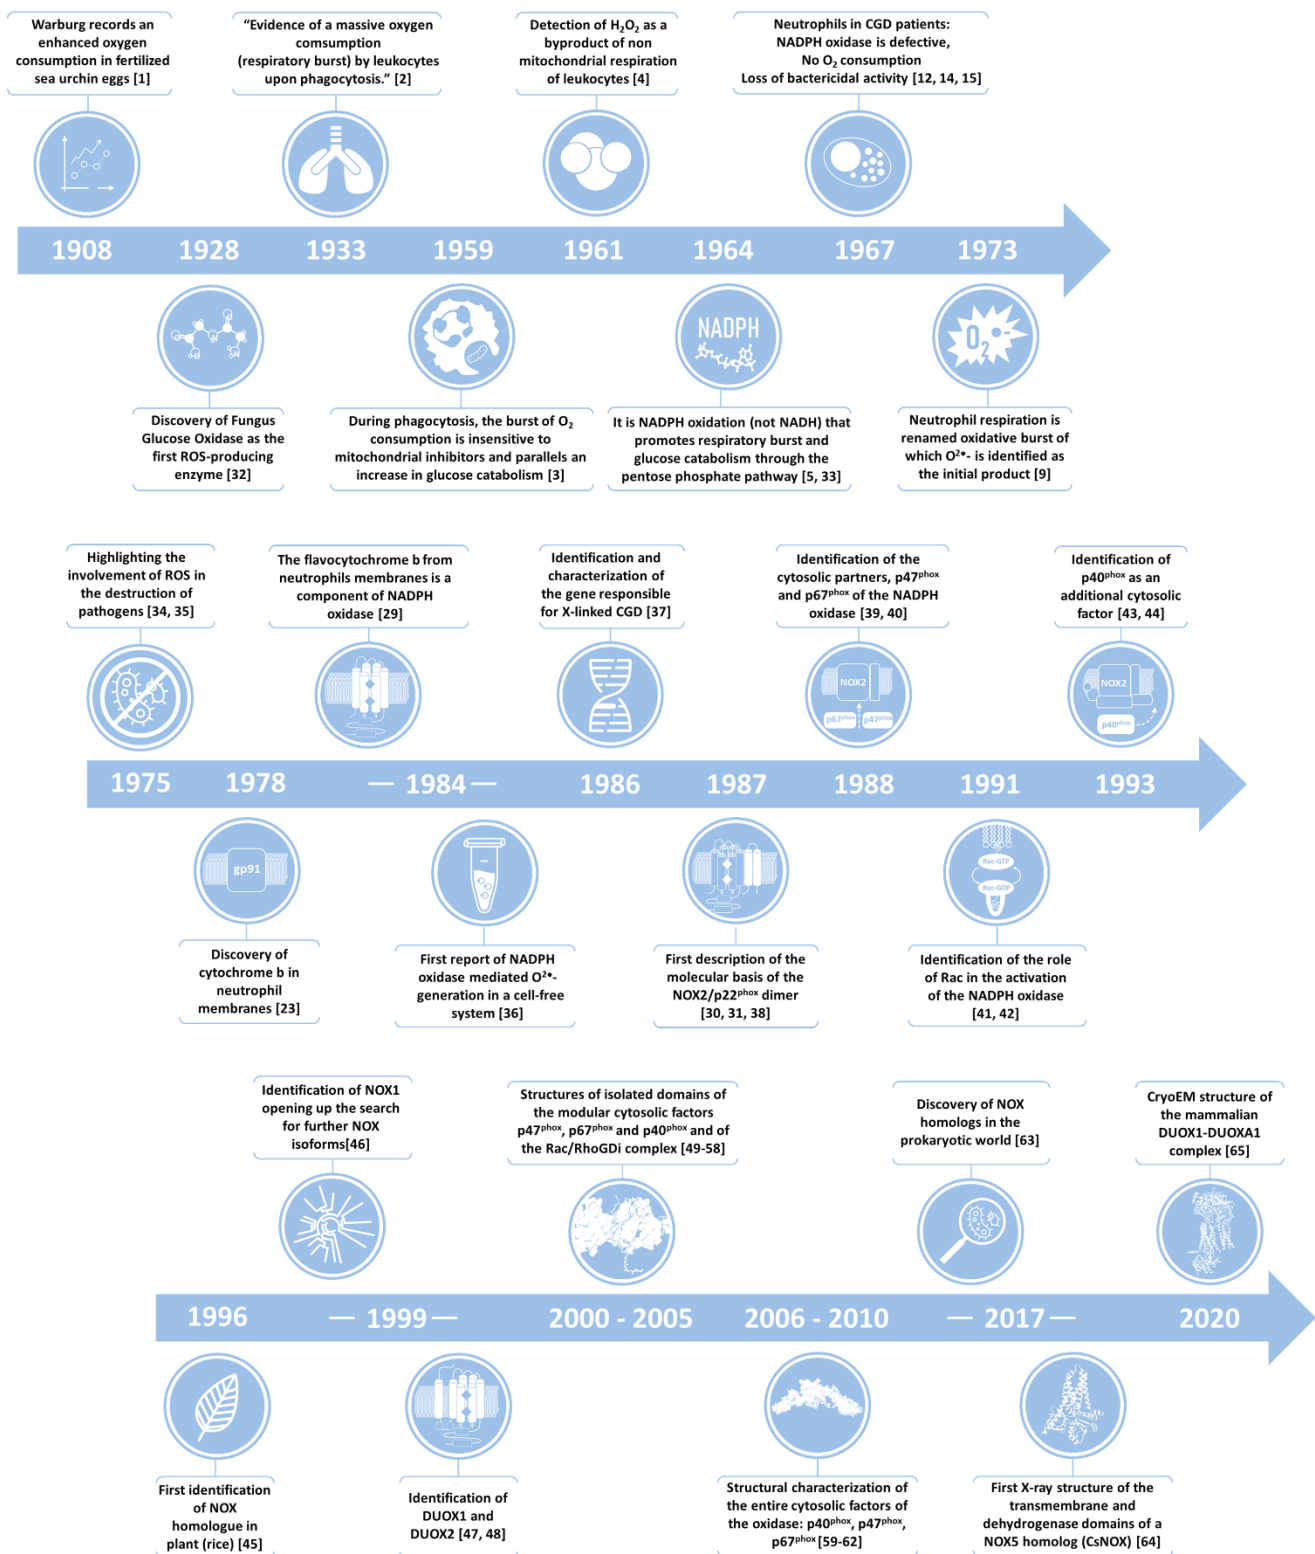 Warburg records an
enhanced oxygen
consumption in fertilized
sea urchin eggs [1]
“Evidence of a massive oxygen
comsumption
(respiratory burst) by leukocytes
upon phagocytosis.” [2]
Detection of H₂O₂ as a
byproduct of non
mitochondrial respiration
of leukocytes [4]
Neutrophils in CGD patients:
NADPH oxidase is defective,
No O₂ consumption
Loss of bactericidal activity [12, 14, 15]
1908 1928 1933 1959 1961 1964 1967 1973
NADPH
O₂•-
Discovery of Fungus
Glucose Oxidase as the
first ROS-producing
enzyme [32]
During phagocytosis, the burst of O₂
consumption is insensitive to
mitochondrial inhibitors and parallels an
increase in glucose catabolism [3]
It is NADPH oxidation (not NADH) that
promotes respiratory burst and
glucose catabolism through the
pentose phosphate pathway [5, 33]
Neutrophil respiration is
renamed oxidative burst of
which O²•- is identified as
the initial product [9]
Highlighting the
involvement of ROS in
the destruction of
pathogens [34, 35]
The flavocytochrome b from
neutrophils membranes is a
component of NADPH
oxidase [29]
Identification and
characterization of
the gene responsible
for X-linked CGD [37]
Identification of the
cytosolic partners, p47ᵖʰᵒˣ
and p67ᵖʰᵒˣ of the NADPH
oxidase [39, 40]
Identification of
p40ᵖʰᵒˣ as an
additional cytosolic
factor [43, 44]
NOX2
p67ᵖʰᵒˣ p47ᵖʰᵒˣ
NOX2
p40ᵖʰᵒˣ
1975 1978 — 1984 — 1986 1987 1988 1991 1993
gp91
Rac-GTP
Rac-GDP
Discovery of
cytochrome b in
neutrophil
membranes [23]
First report of NADPH
oxidase mediated O²•-
generation in a cell-free
system [36]
First description of the
molecular basis of the
NOX2/p22ᵖʰᵒˣ dimer
[30, 31, 38]
Identification of the role
of Rac in the activation
of the NADPH oxidase
[41, 42]
Identification of NOX1
opening up the search
for further NOX
isoforms[46]
Structures of isolated domains of
the modular cytosolic factors
p47ᵖʰᵒˣ, p67ᵖʰᵒˣ and p40ᵖʰᵒˣ and of
the Rac/RhoGDi complex [49-58]
Discovery of NOX
homologs in the
prokaryotic world [63]
CryoEM structure of
the mammalian
DUOX1-DUOXA1
complex [65]
1996 — 1999 — 2000 - 2005 2006 - 2010 — 2017 — 2020
First identification
of NOX
homologue in
plant (rice) [45]
Identification of
DUOX1 and
DUOX2 [47, 48]
Structural characterization of
the entire cytosolic factors of
the oxidase: p40ᵖʰᵒˣ, p47ᵖʰᵒˣ,
p67ᵖʰᵒˣ [59-62]
First X-ray structure of the
transmembrane and
dehydrogenase domains of a
NOX5 homolog (CsNOX) [64]